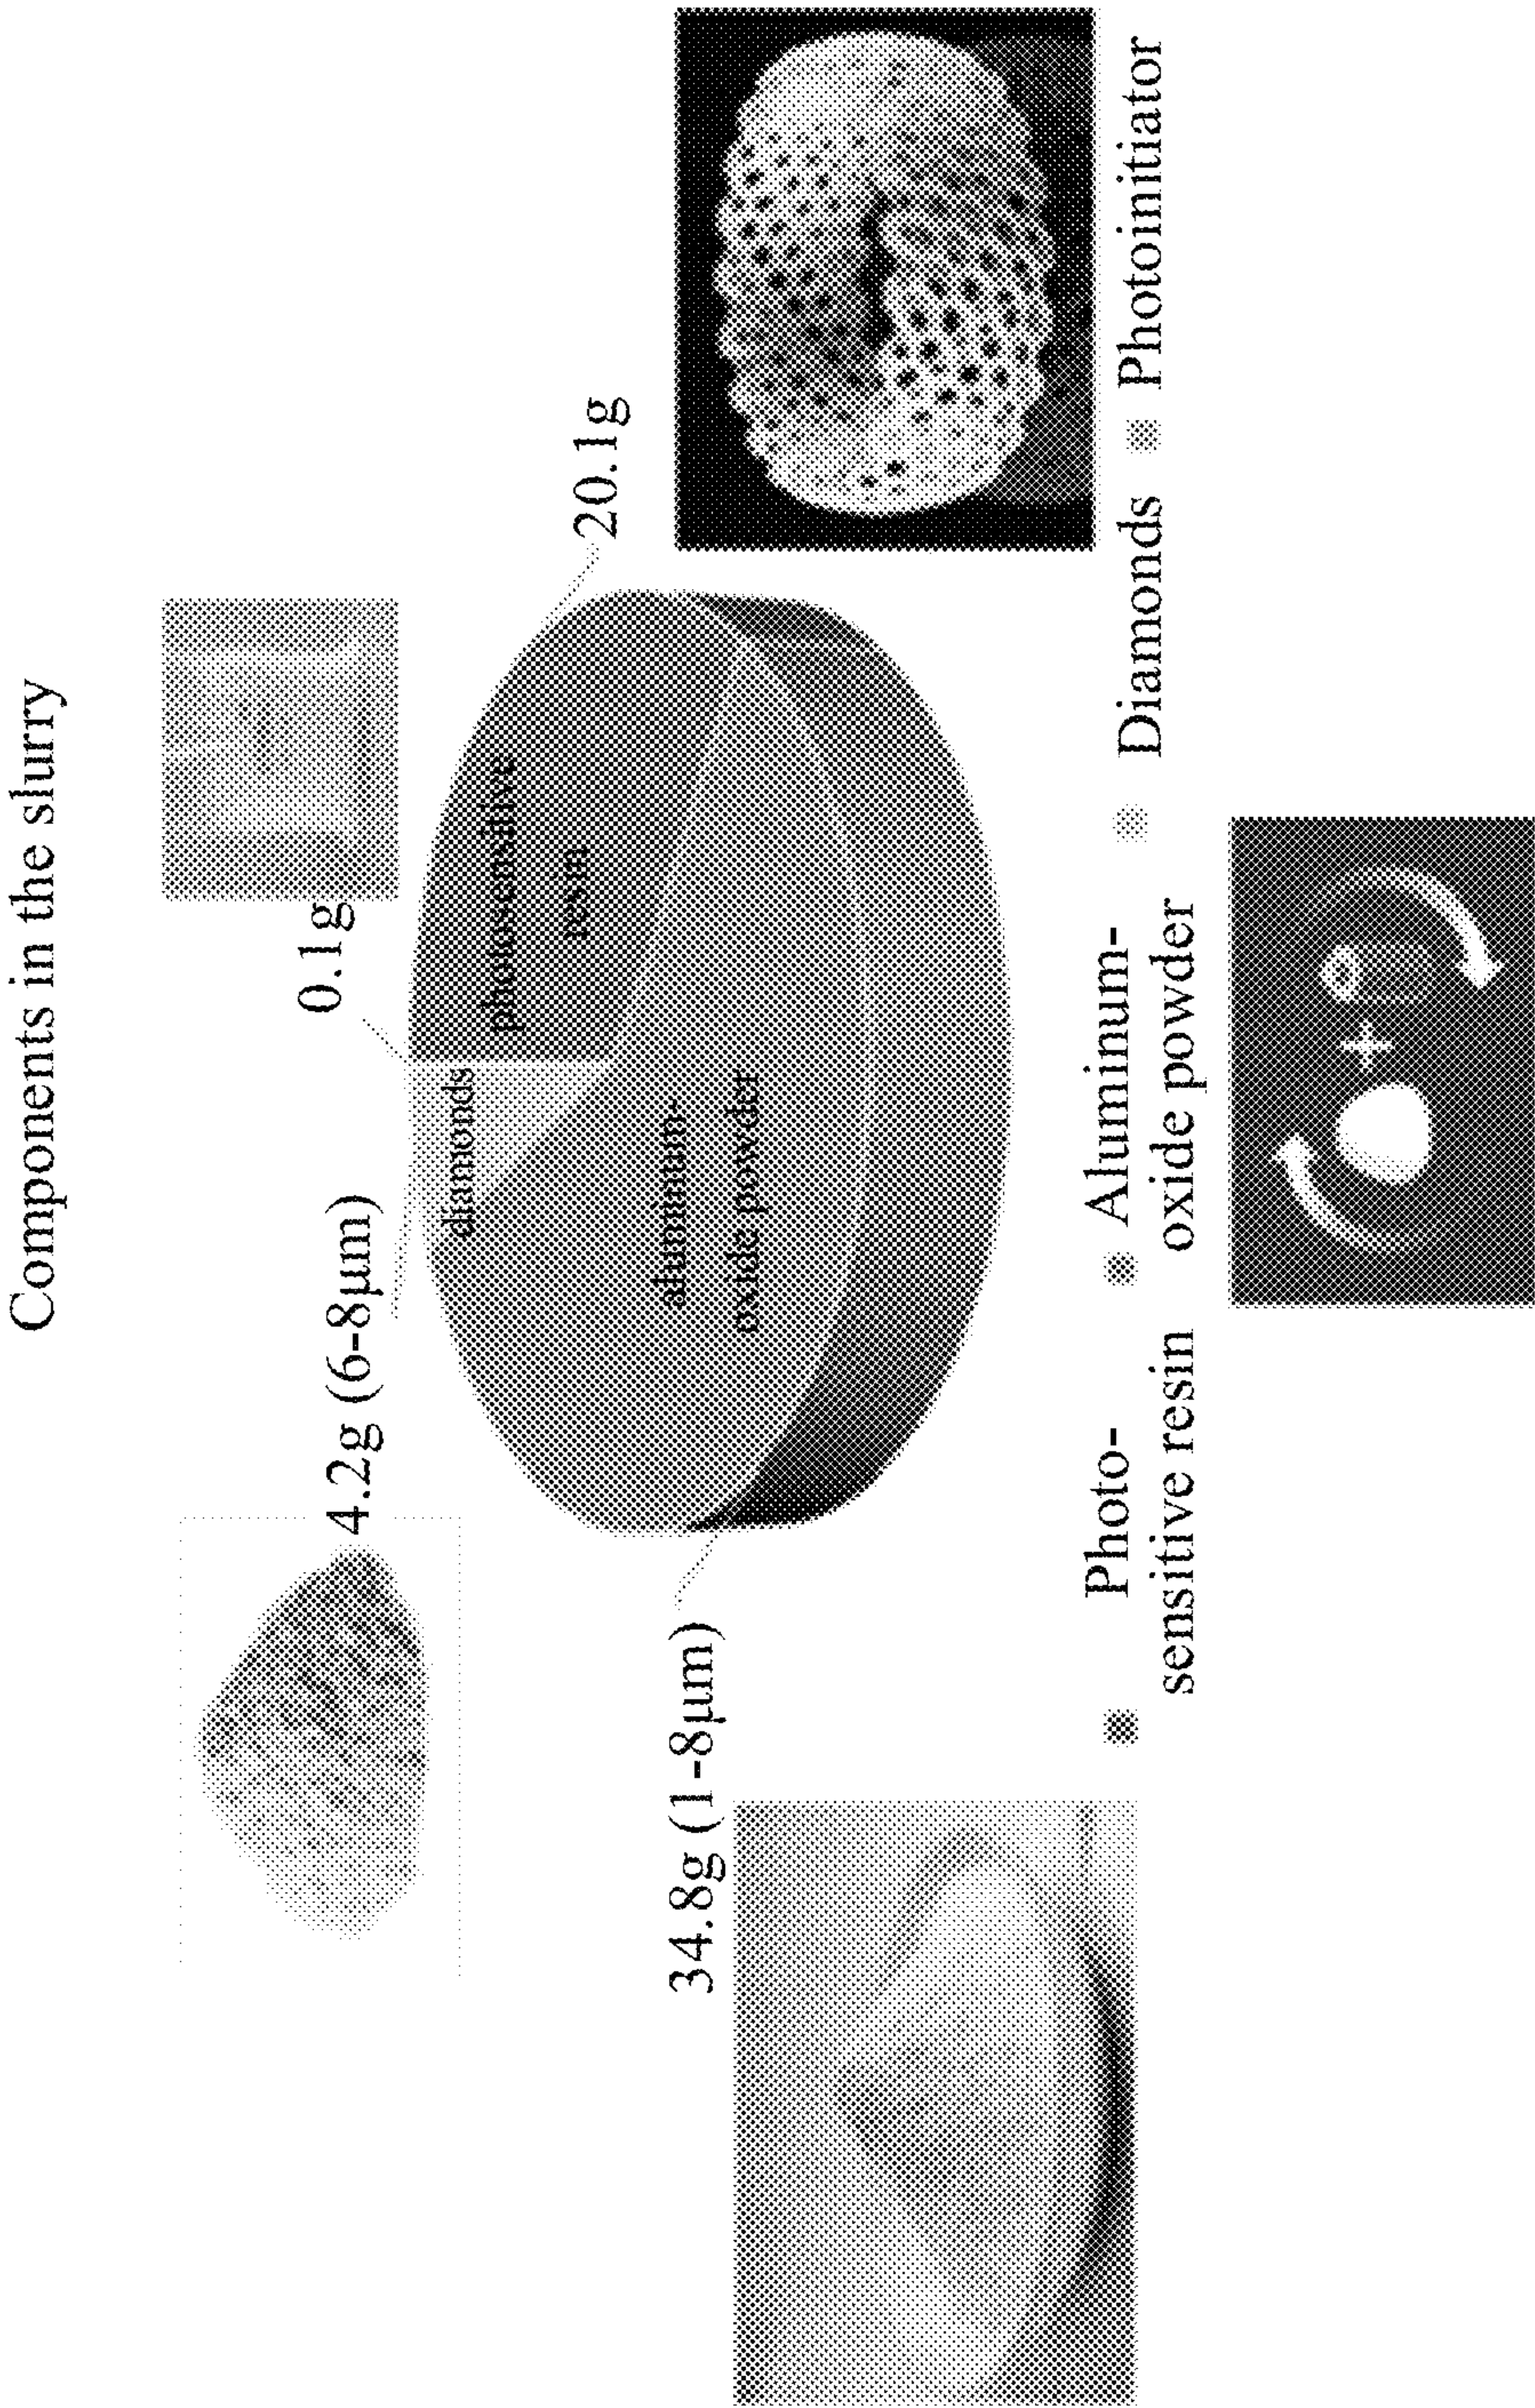 Components in the slurry
4.2g (6-8µm)
0.1g
20.1g
34.8g (1-8µm)
diamonds
photosensitive
resin
aluminum-
oxide powder
Photo-
sensitive resin
Aluminum-
oxide powder
Diamonds
Photoinitiator
+